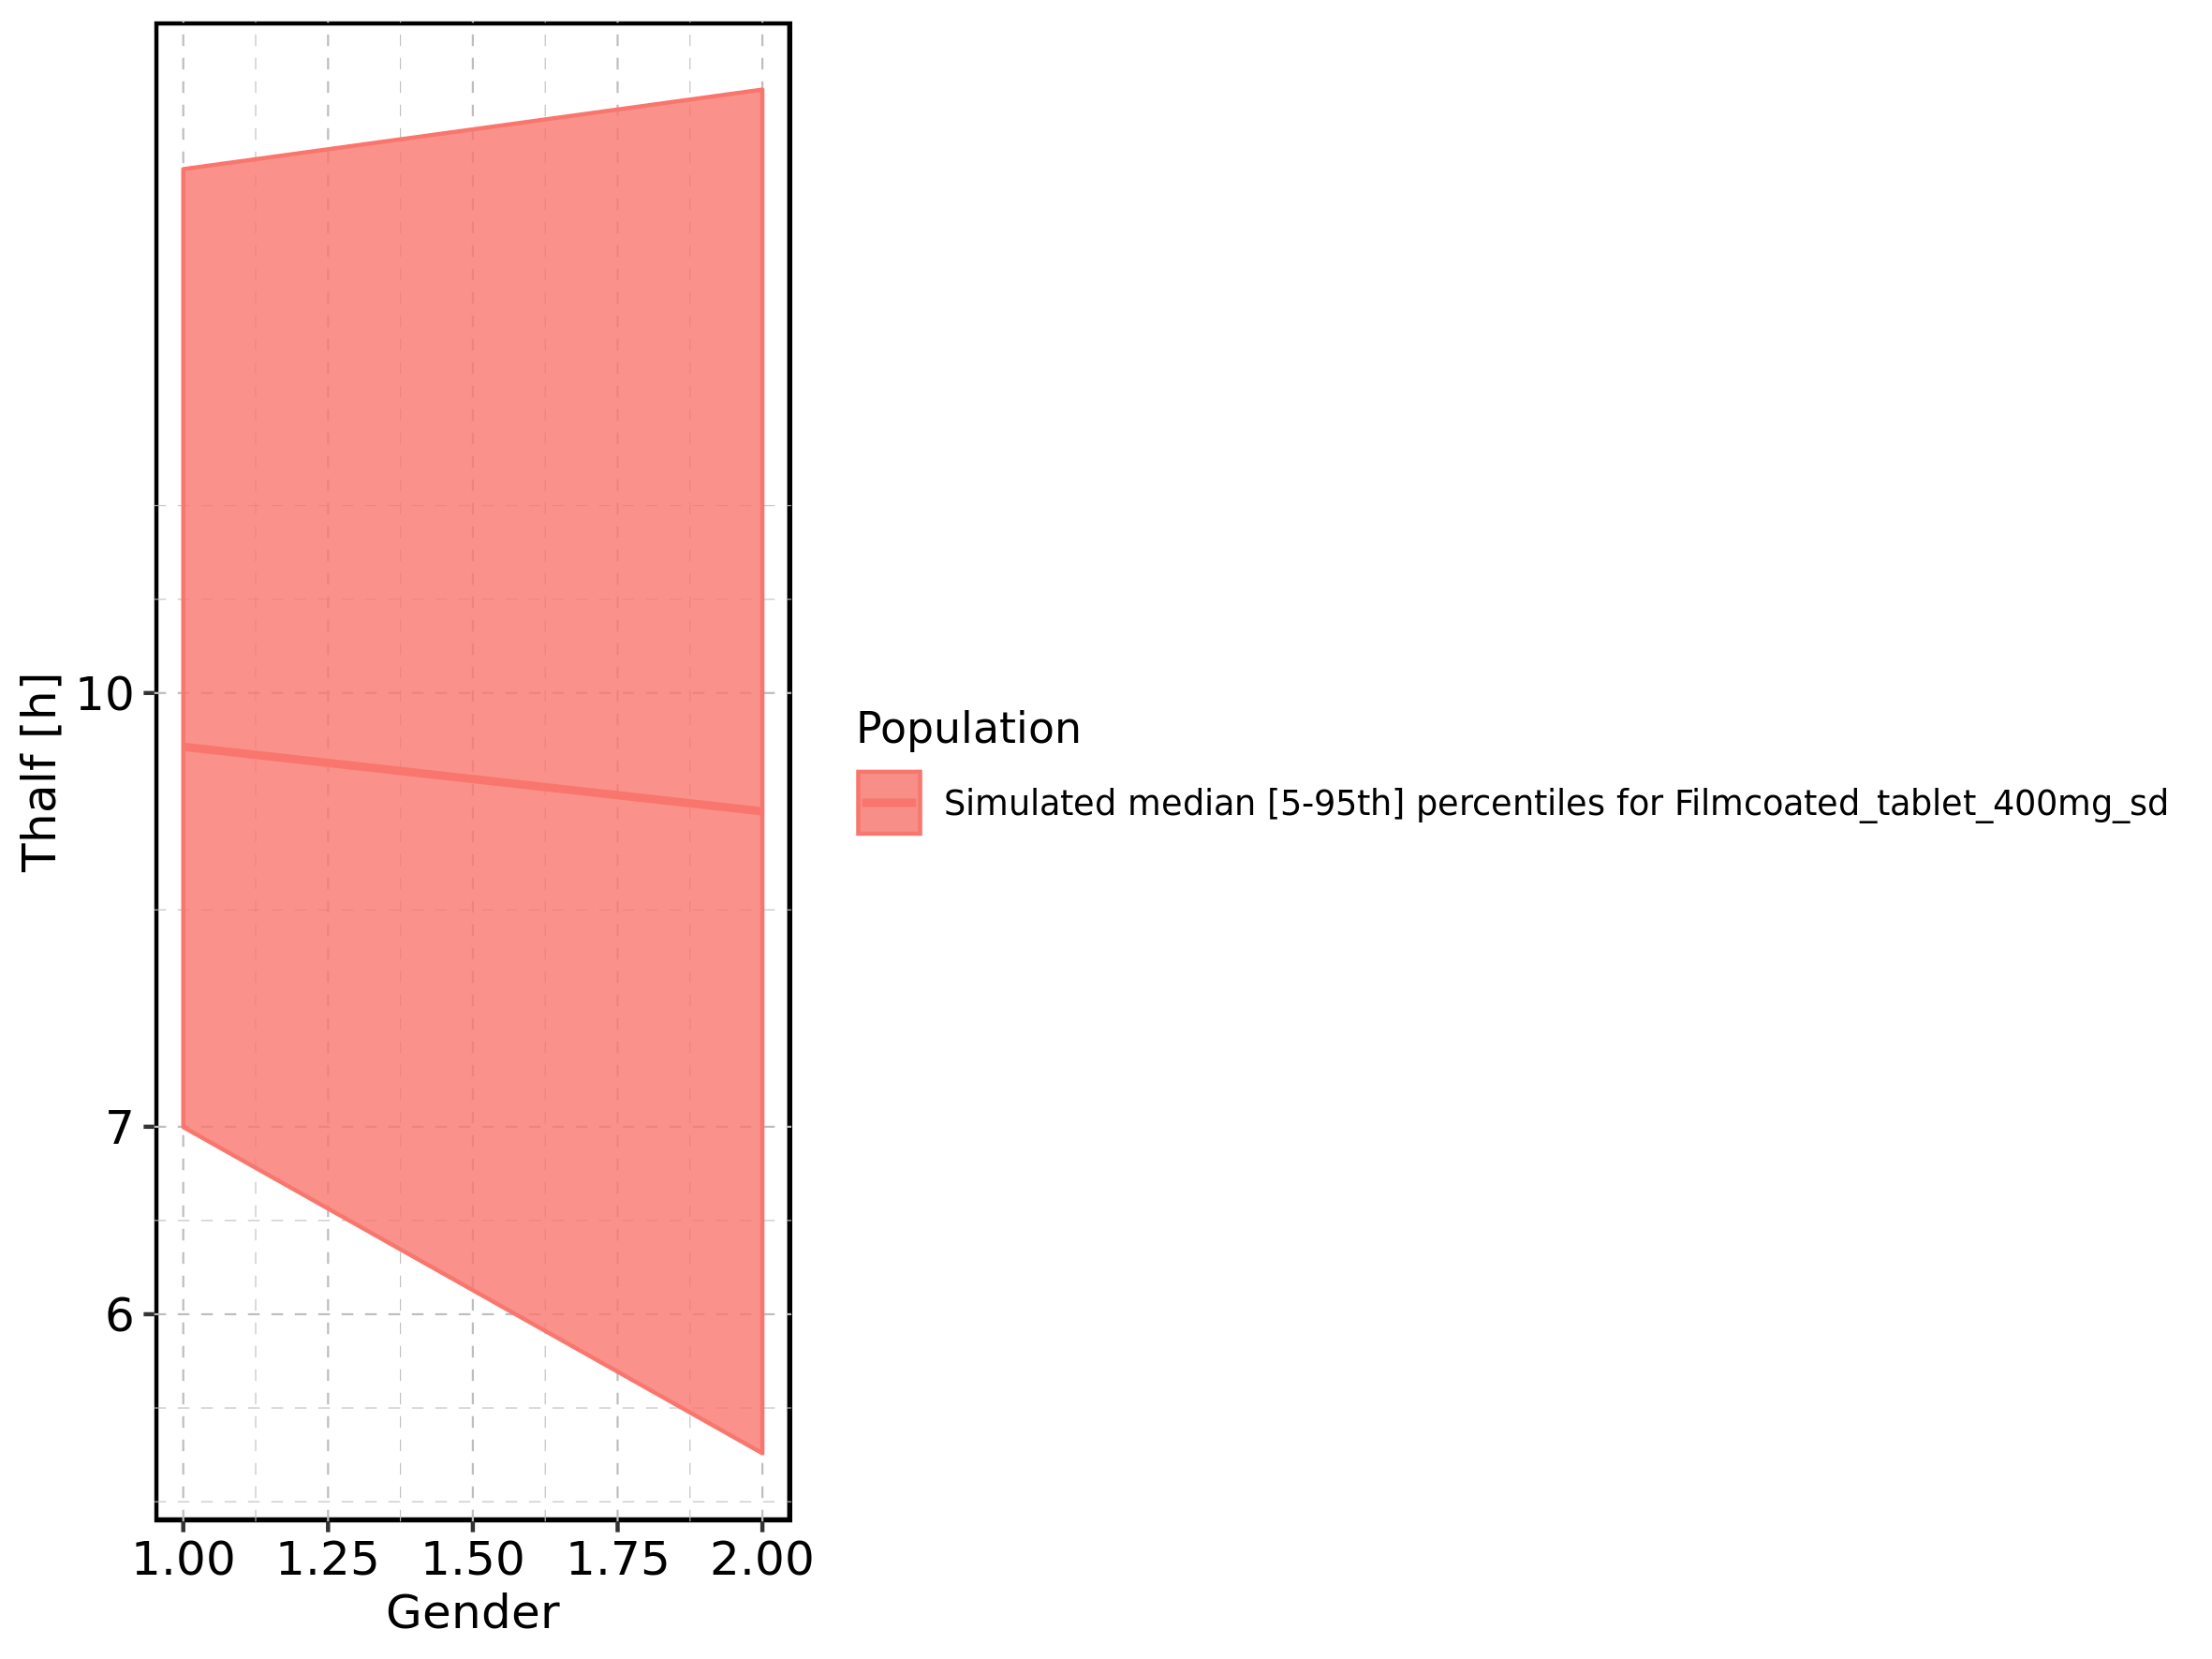 Thalf [h]
10
7
6
1.00 1.25 1.50 1.75 2.00
Gender
Population
Simulated median [5-95th] percentiles for Filmcoated_tablet_400mg_sd